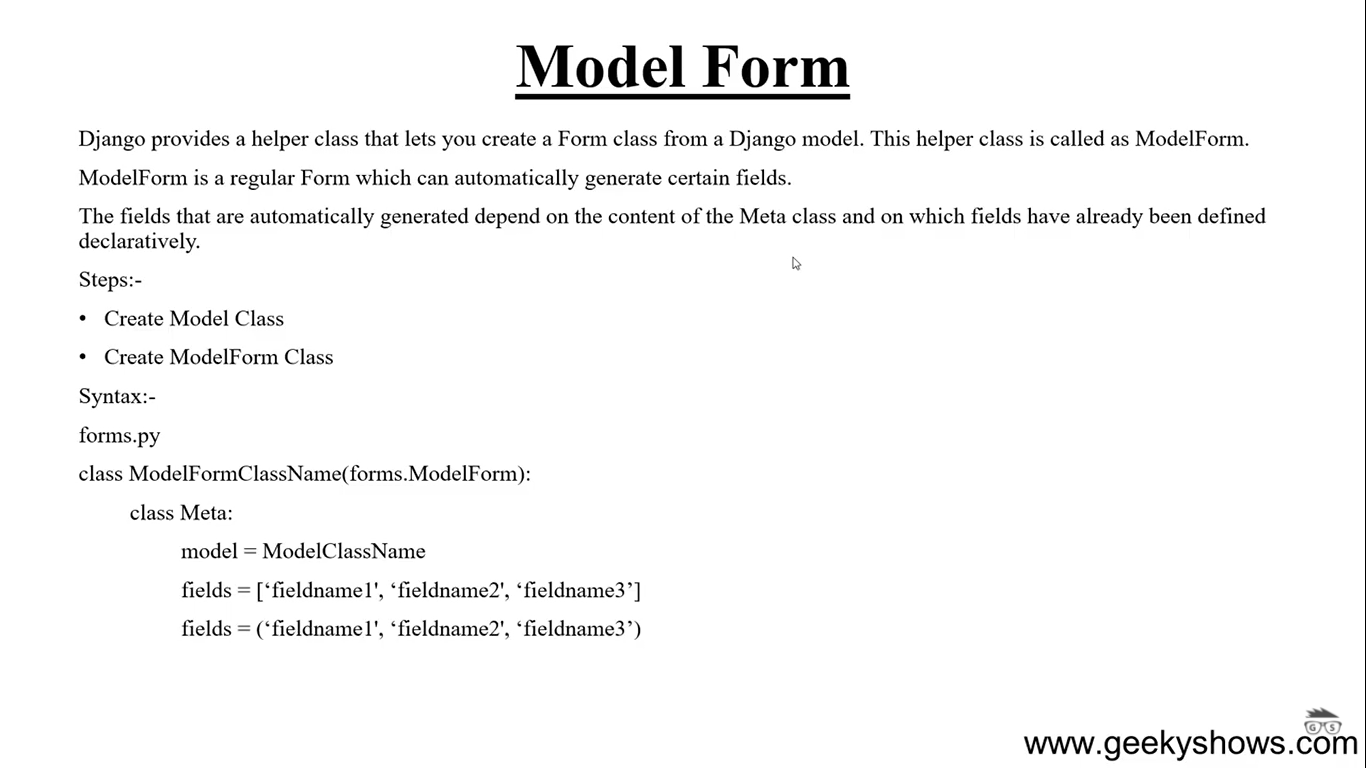 Model Form
Django provides a helper class that lets you create a Form class from a Django model. This helper class is called as ModelForm.
ModelForm is a regular Form which can automatically generate certain fields.
The fields that are automatically generated depend on the content of the Meta class and on which fields have already been defined
declaratively.
Steps:-
• Create Model Class
• Create ModelForm Class
Syntax:-
forms.py
class ModelFormClassName(forms.ModelForm):
class Meta:
model = ModelClassName
fields = [‘fieldname1', ‘fieldname2', ‘fieldname3’]
fields = (‘fieldname1', ‘fieldname2', ‘fieldname3’)
G S
www.geekyshows.com